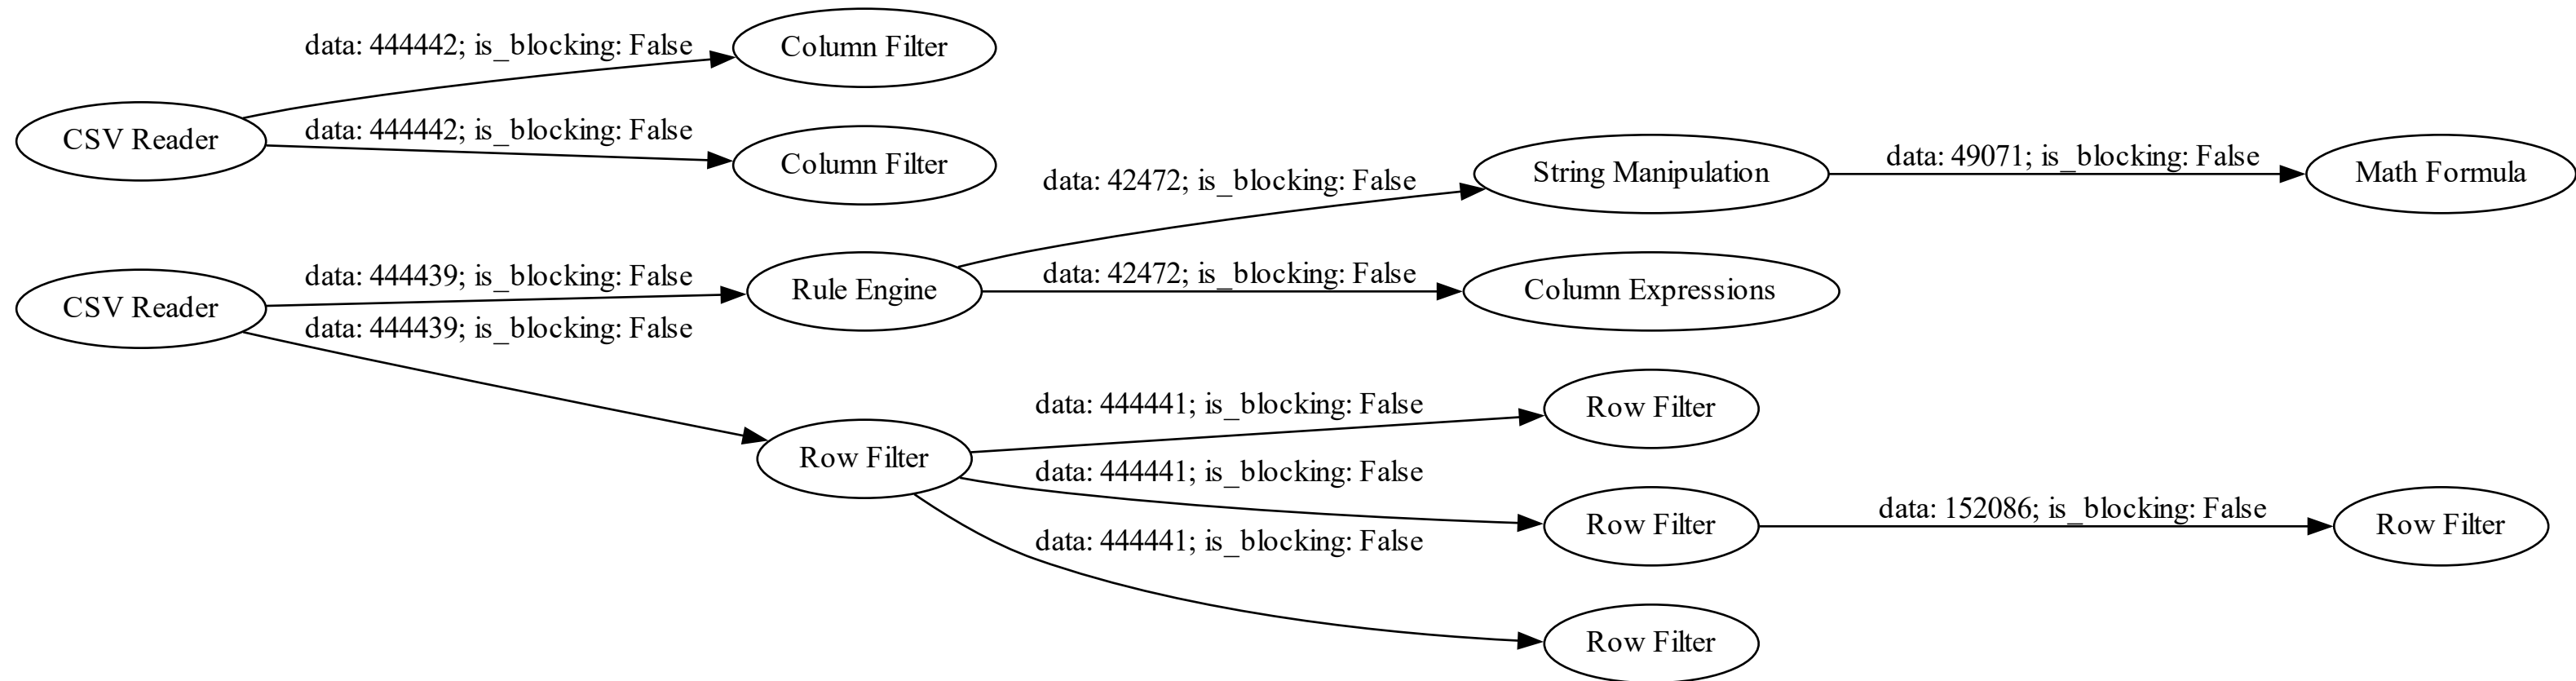 data: 444442; is_blocking: False
Column Filter
CSV Reader
data: 444442; is_blocking: False
Column Filter
data: 42472; is_blocking: False
String Manipulation
data: 49071; is_blocking: False
Math Formula
CSV Reader
data: 444439; is_blocking: False
Rule Engine
data: 42472; is_blocking: False
Column Expressions
data: 444439; is_blocking: False
Row Filter
data: 444441; is_blocking: False
Row Filter
data: 444441; is_blocking: False
Row Filter
data: 152086; is_blocking: False
Row Filter
data: 444441; is_blocking: False
Row Filter